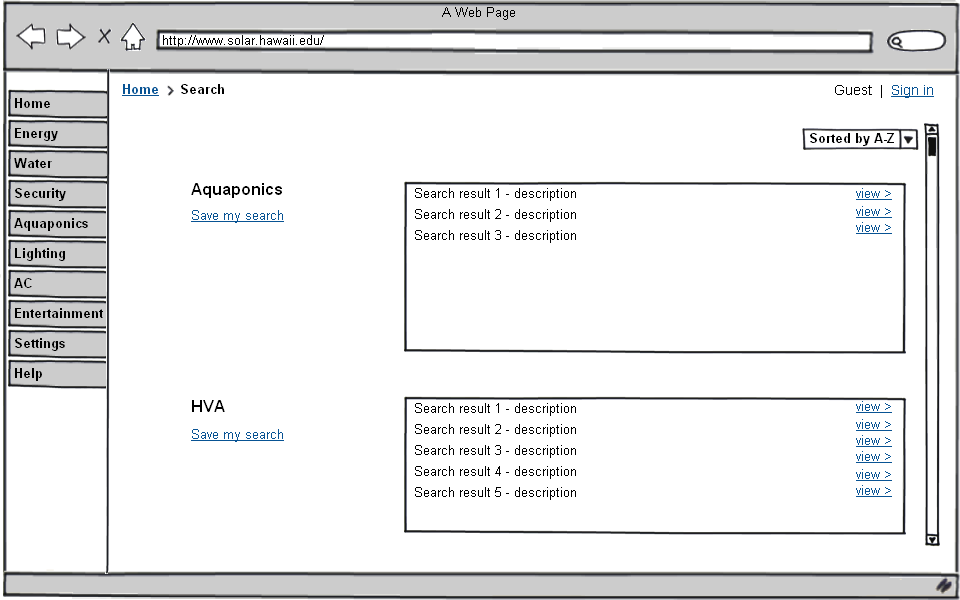 A Web Page
http://www.solar.hawaii.edu/
Home > Search
Guest | Sign in
Home
Energy
Water
Security
Aquaponics
Lighting
AC
Entertainment
Settings
Help
Sorted by A-Z
Aquaponics
Save my search
Search result 1 - description view >
Search result 2 - description view >
Search result 3 - description view >
HVA
Save my search
Search result 1 - description view >
Search result 2 - description view >
Search result 3 - description view >
Search result 4 - description view >
Search result 5 - description view >
view >